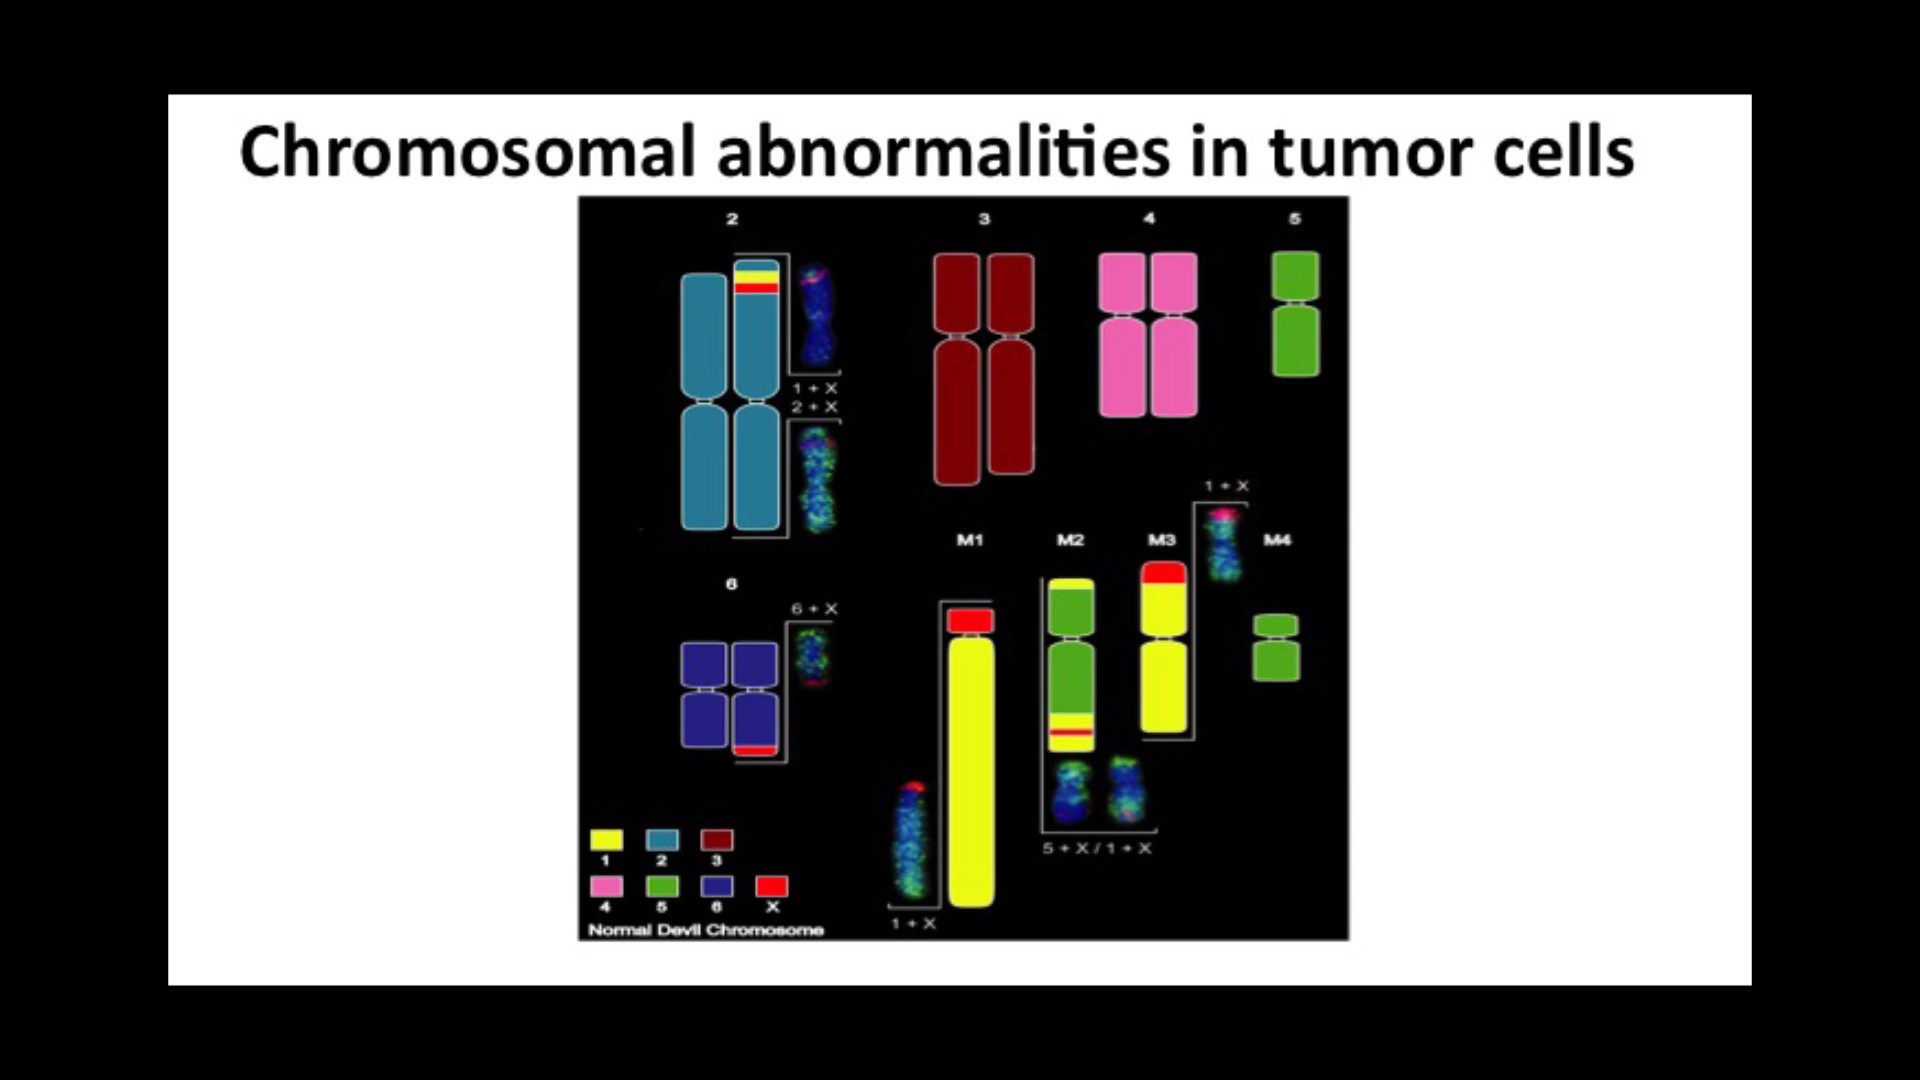 Chromosomal abnormalities in tumor cells
2 3 4 5
1 + X
2 + X
1 + X
M1 M2 M3 M4
6
6 + X
5 + X / 1 + X
1 2 3
4 5 6 X
1 + X
Normal Devil Chromosome